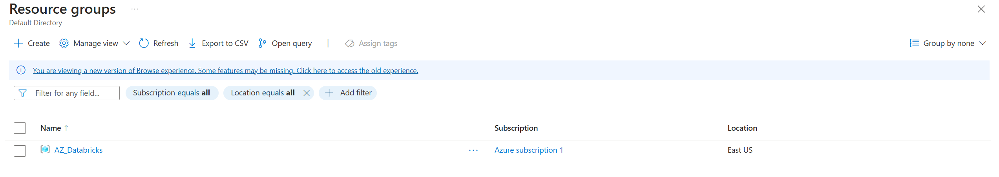 Resource groups ...
Default Directory
Create Manage view Refresh Export to CSV Open query | Assign tags Group by none
You are viewing a new version of Browse experience. Some features may be missing. Click here to access the old experience.
Filter for any field... Subscription equals all Location equals all Add filter
Name ↑ Subscription Location
AZ_Databricks ... Azure subscription 1 East US